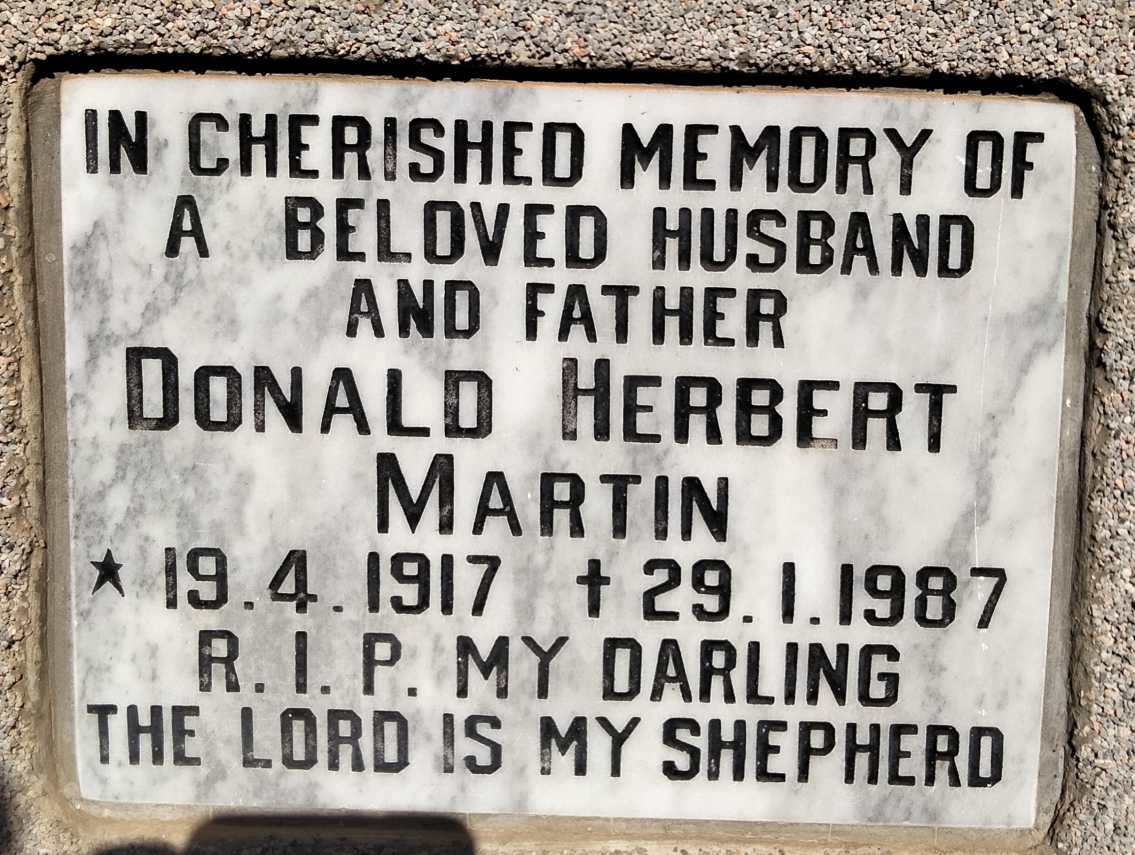 IN CHERISHED MEMORY OF
A BELOVED HUSBAND
AND FATHER
DONALD HERBERT
MARTIN
★ 19.4.1917 ✝ 29.1.1987
R.I.P. MY DARLING
THE LORD IS MY SHEPHERD